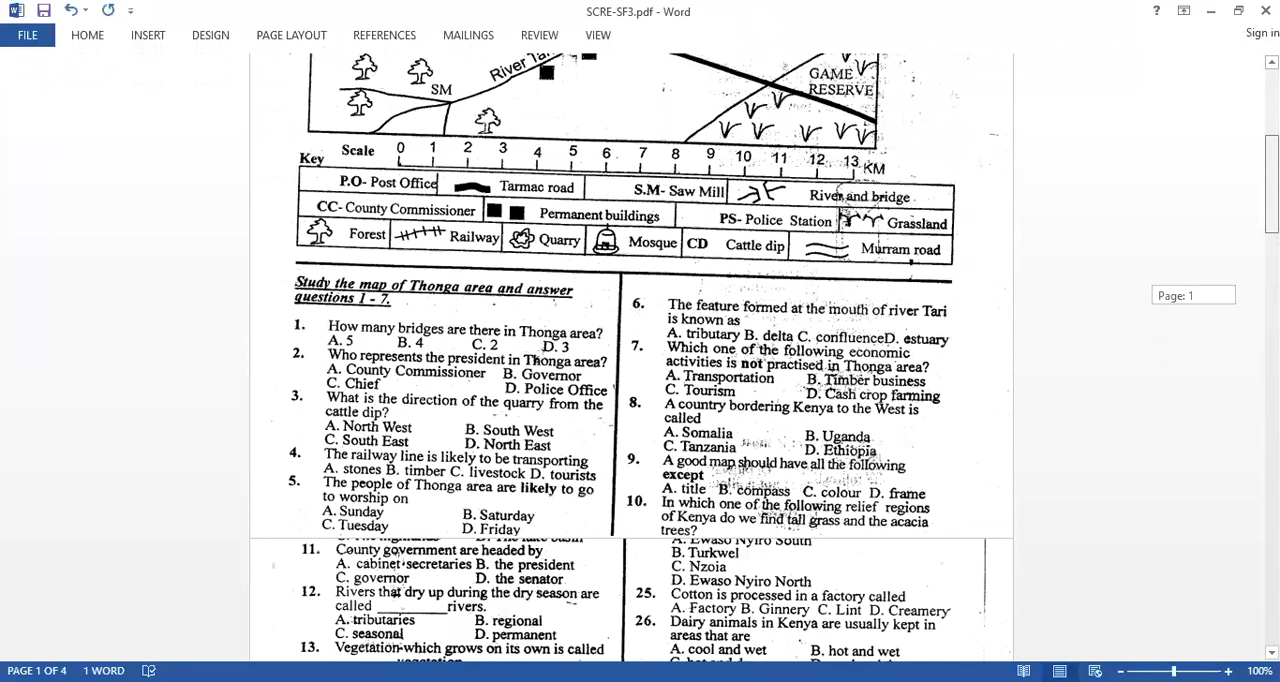 SCRE-SF3.pdf - Word
FILE HOME INSERT DESIGN PAGE LAYOUT REFERENCES MAILINGS REVIEW VIEW
Sign in
River
SM
GAME
RESERVE
Scale 0 1 2 3 4 5 6 7 8 9 10 11 12 13 KM
Key
P.O- Post Office Tarmac road S.M- Saw Mill River and bridge
CC- County Commissioner Permanent buildings PS- Police Station Grassland
Forest Railway Quarry Mosque CD Cattle dip Murram road
Page: 1
Study the map of Thonga area and answer
questions 1 - 7.
1. How many bridges are there in Thonga area?
A. 5 B. 4 C. 2 D. 3
2. Who represents the president in Thonga area?
A. County Commissioner B. Governor
C. Chief D. Police Office
3. What is the direction of the quarry from the
cattle dip?
A. North West B. South West
C. South East D. North East
4. The railway line is likely to be transporting
A. stones B. timber C. livestock D. tourists
5. The people of Thonga area are likely to go
to worship on
A. Sunday B. Saturday
C. Tuesday D. Friday
6. The feature formed at the mouth of river Tari
is known as
A. tributary B. delta C. confluenceD. estuary
7. Which one of the following economic
activities is not practised in Thonga area?
A. Transportation B. Timber business
C. Tourism D. Cash crop farming
8. A country bordering Kenya to the West is
called
A. Somalia B. Uganda
C. Tanzania D. Ethiopia
9. A good map should have all the following
except
A. title B. compass C. colour D. frame
10. In which one of the following relief regions
of Kenya do we find tall grass and the acacia
trees?
11. County government are headed by
A. cabinet secretaries B. the president
C. governor D. the senator
12. Rivers that dry up during the dry season are
called _________ rivers.
A. tributaries B. regional
C. seasonal D. permanent
13. Vegetation which grows on its own is called
A. Ewaso Nyiro South
B. Turkwel
C. Nzoia
D. Ewaso Nyiro North
25. Cotton is processed in a factory called
A. Factory B. Ginnery C. Lint D. Creamery
26. Dairy animals in Kenya are usually kept in
areas that are
A. cool and wet B. hot and wet
PAGE 1 OF 4 1 WORD 100%